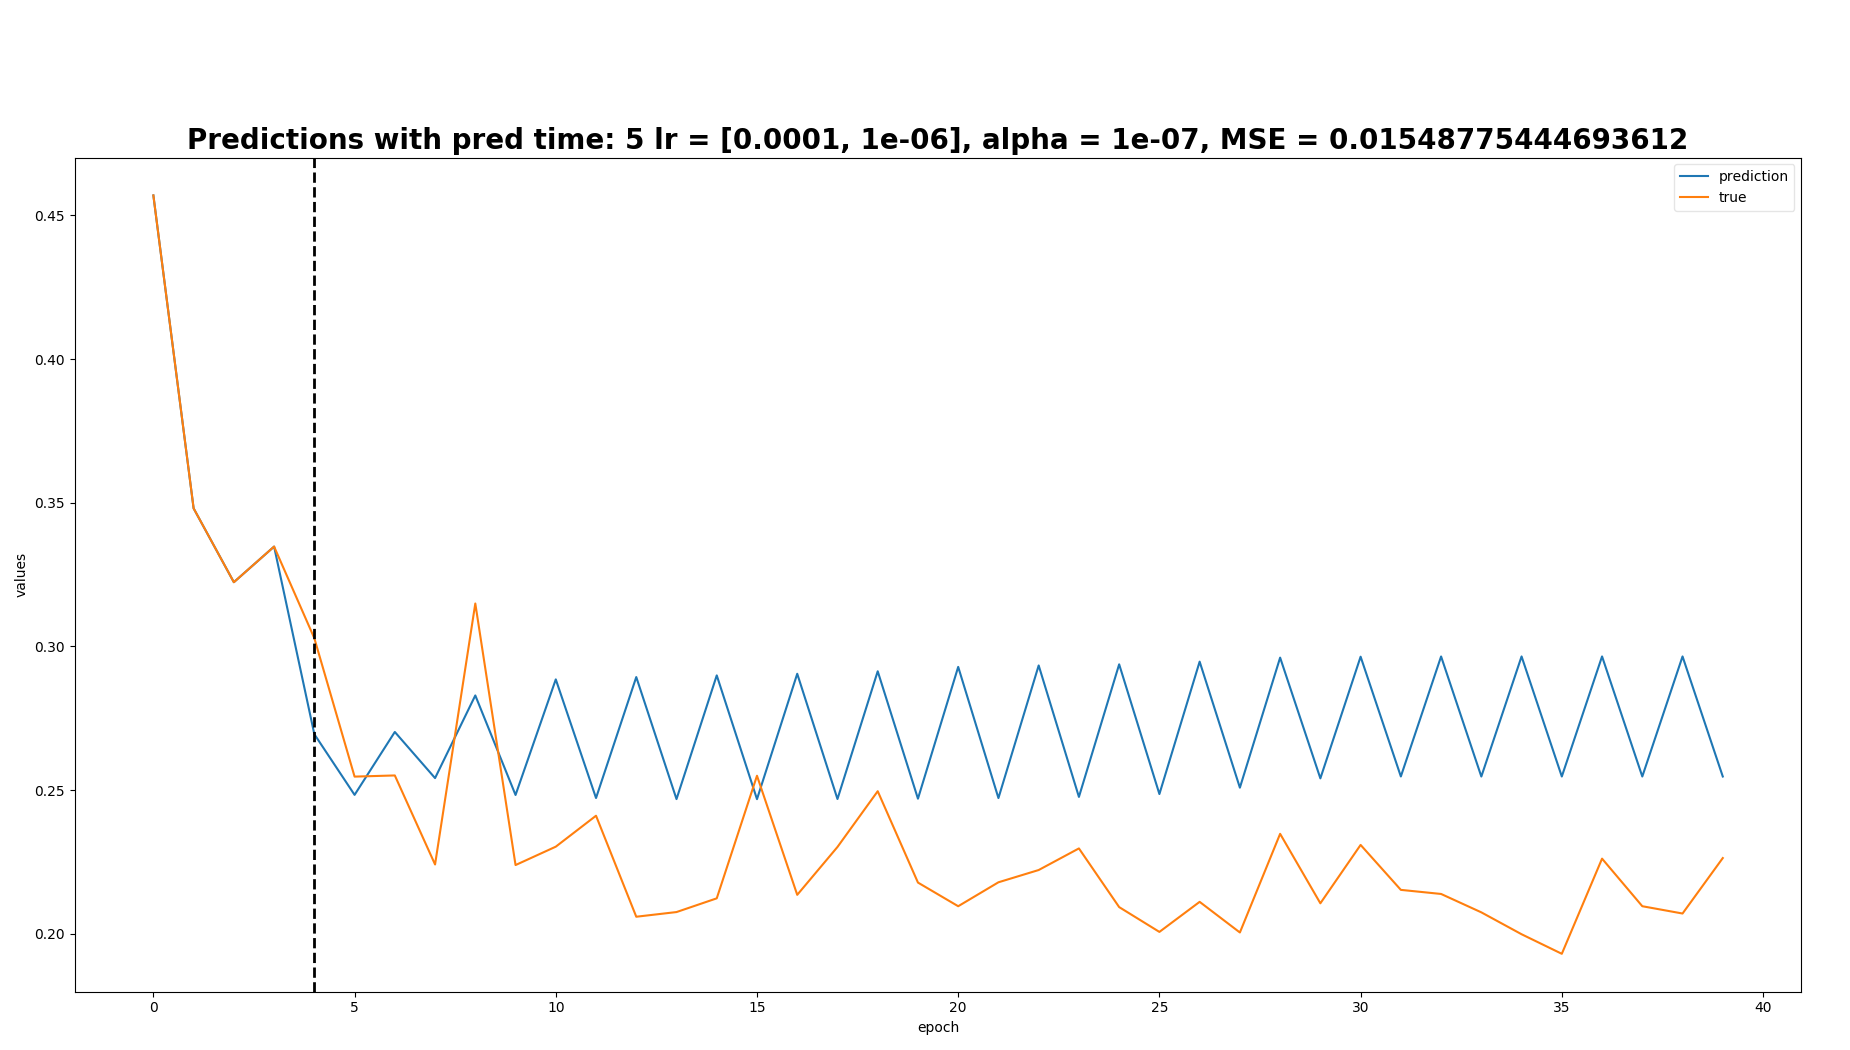 Predictions with pred time: 5 lr = [0.0001, 1e-06], alpha = 1e-07, MSE = 0.01548775444693612
prediction
true
0.45
0.40
0.35
0.30
0.25
0.20
values
0 5 10 15 20 25 30 35 40
epoch